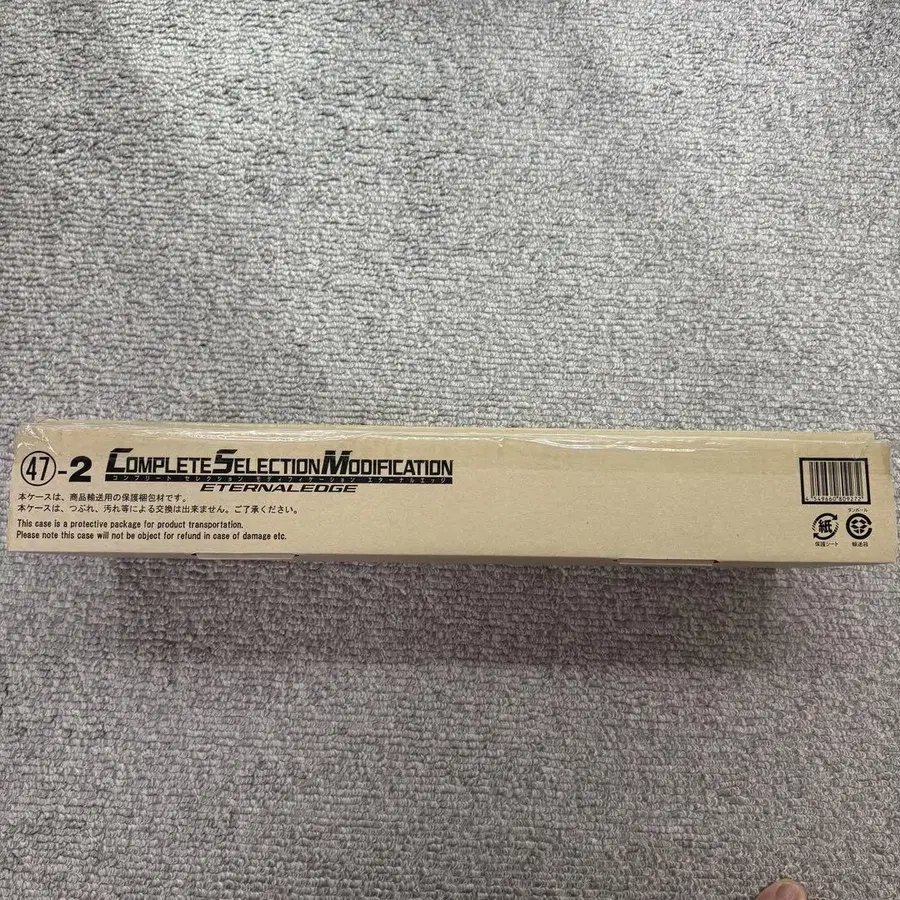 ㊼-2 COMPLETE SELECTION MODIFICATION
コンプリート セレクション モディフィケーション エターナルエッジ
ETERNALEDGE
本ケースは、商品輸送用の保護梱包材です。
本ケースは、つぶれ、汚れ等による交換は出来ません。ご了承ください。
This case is a protective package for product transportation.
Please note this case will not be object for refund in case of damage etc.
4 549660 809272
ダンボール
紙
保護シート
輸送箱